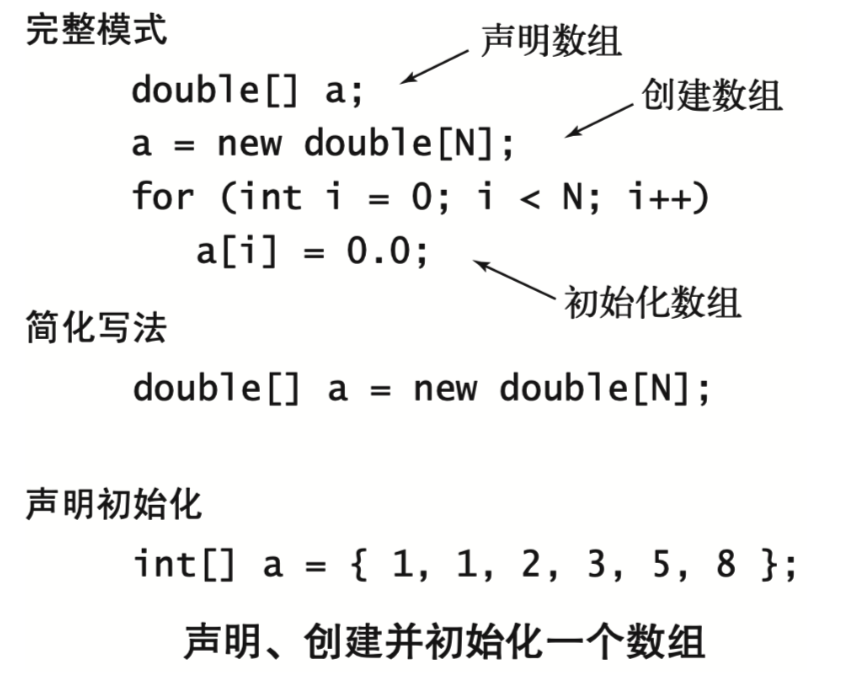 完整模式
声明数组
double[] a;
创建数组
a = new double[N];
for (int i = 0; i < N; i++)
a[i] = 0.0;
初始化数组
简化写法
double[] a = new double[N];
声明初始化
int[] a = { 1, 1, 2, 3, 5, 8 };
声明、创建并初始化一个数组